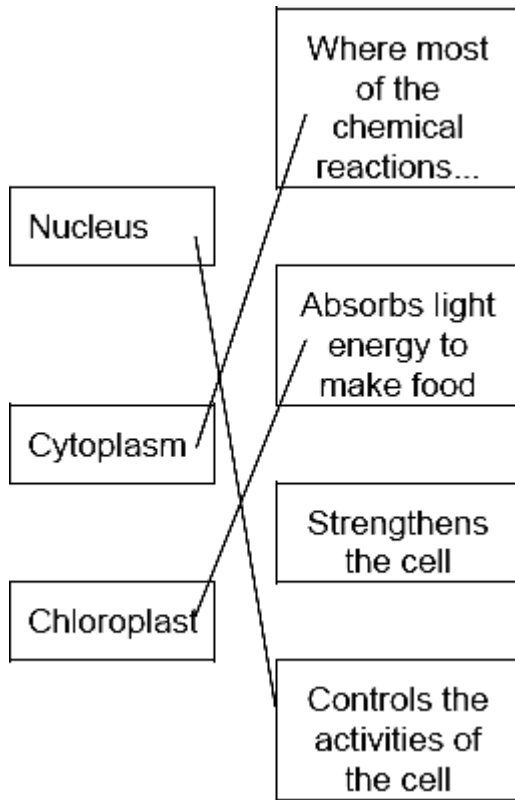 Where most
of the
chemical
reactions...
Nucleus
Absorbs light
energy to
make food
Cytoplasm
Strengthens
the cell
Chloroplast
Controls the
activities of
the cell